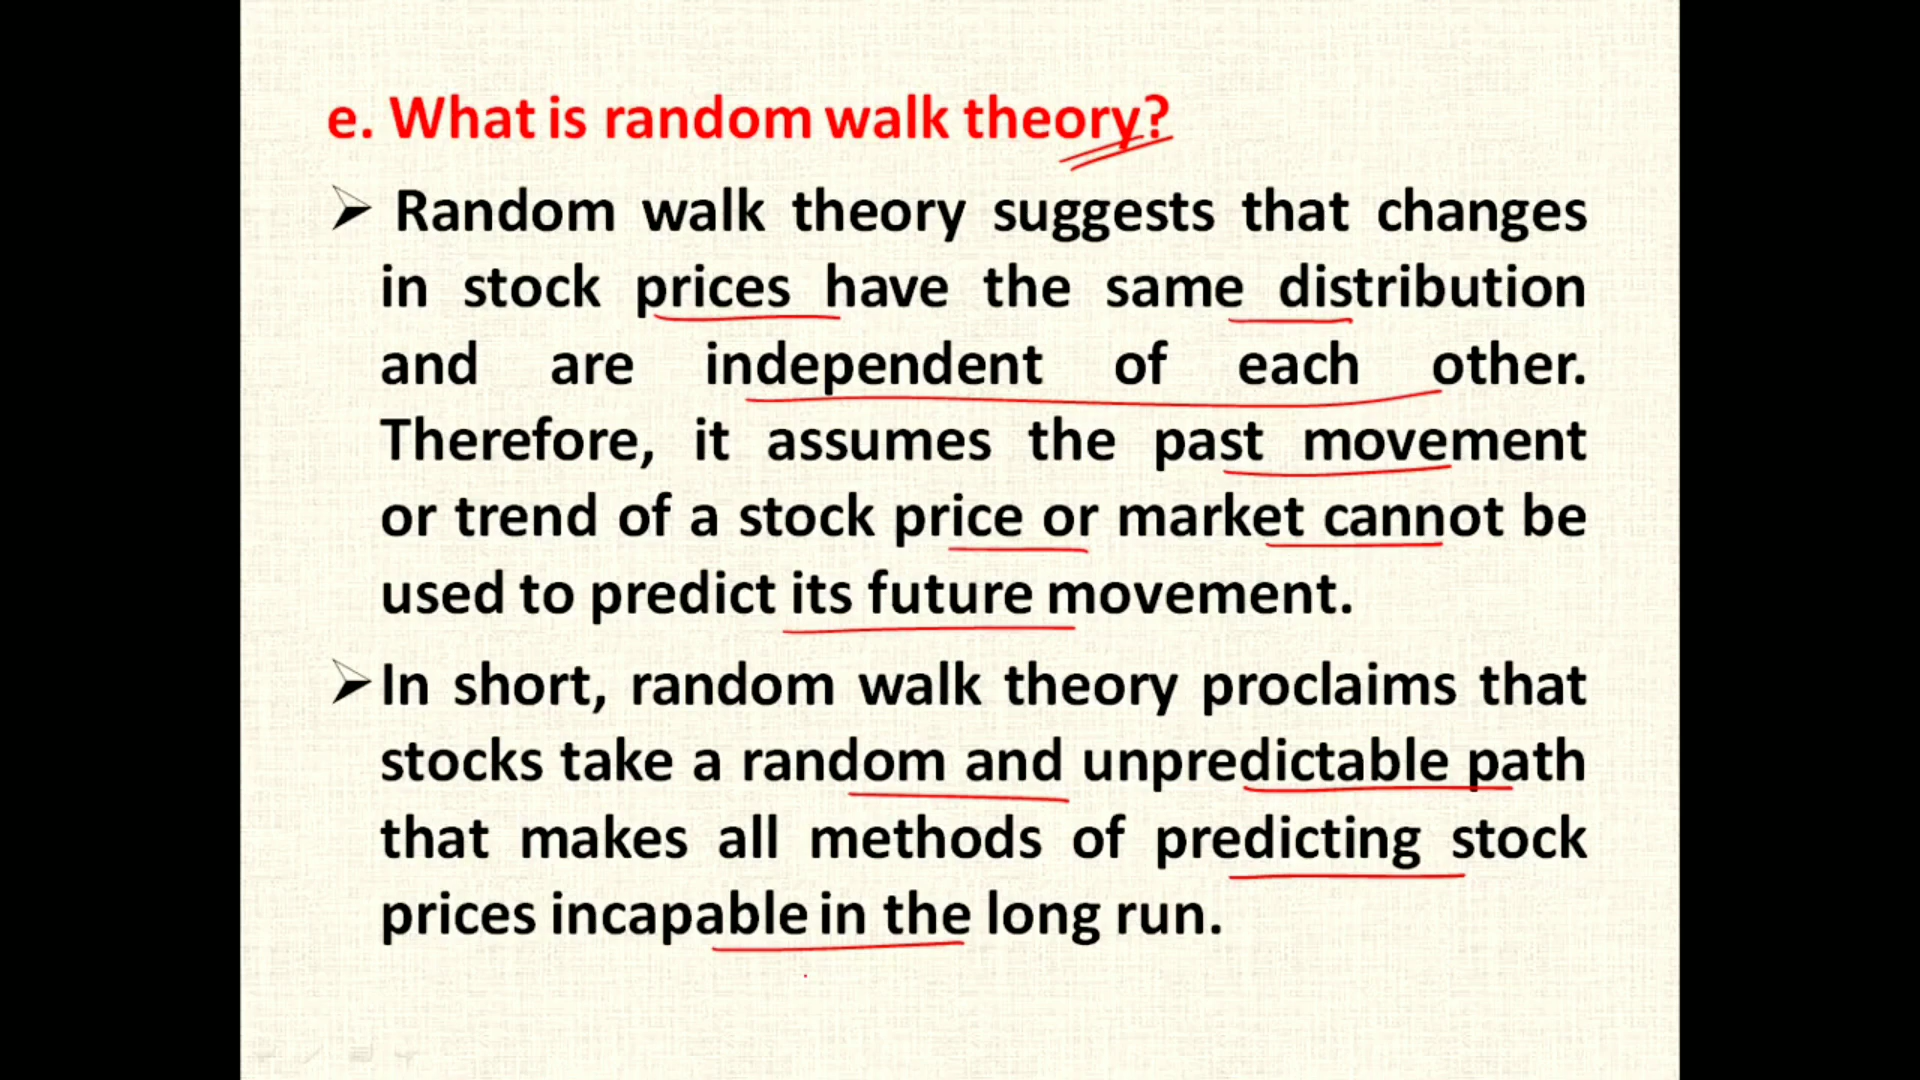 e. What is random walk theory?
➢ Random walk theory suggests that changes
in stock prices have the same distribution
and are independent of each other.
Therefore, it assumes the past movement
or trend of a stock price or market cannot be
used to predict its future movement.
➢ In short, random walk theory proclaims that
stocks take a random and unpredictable path
that makes all methods of predicting stock
prices incapable in the long run.